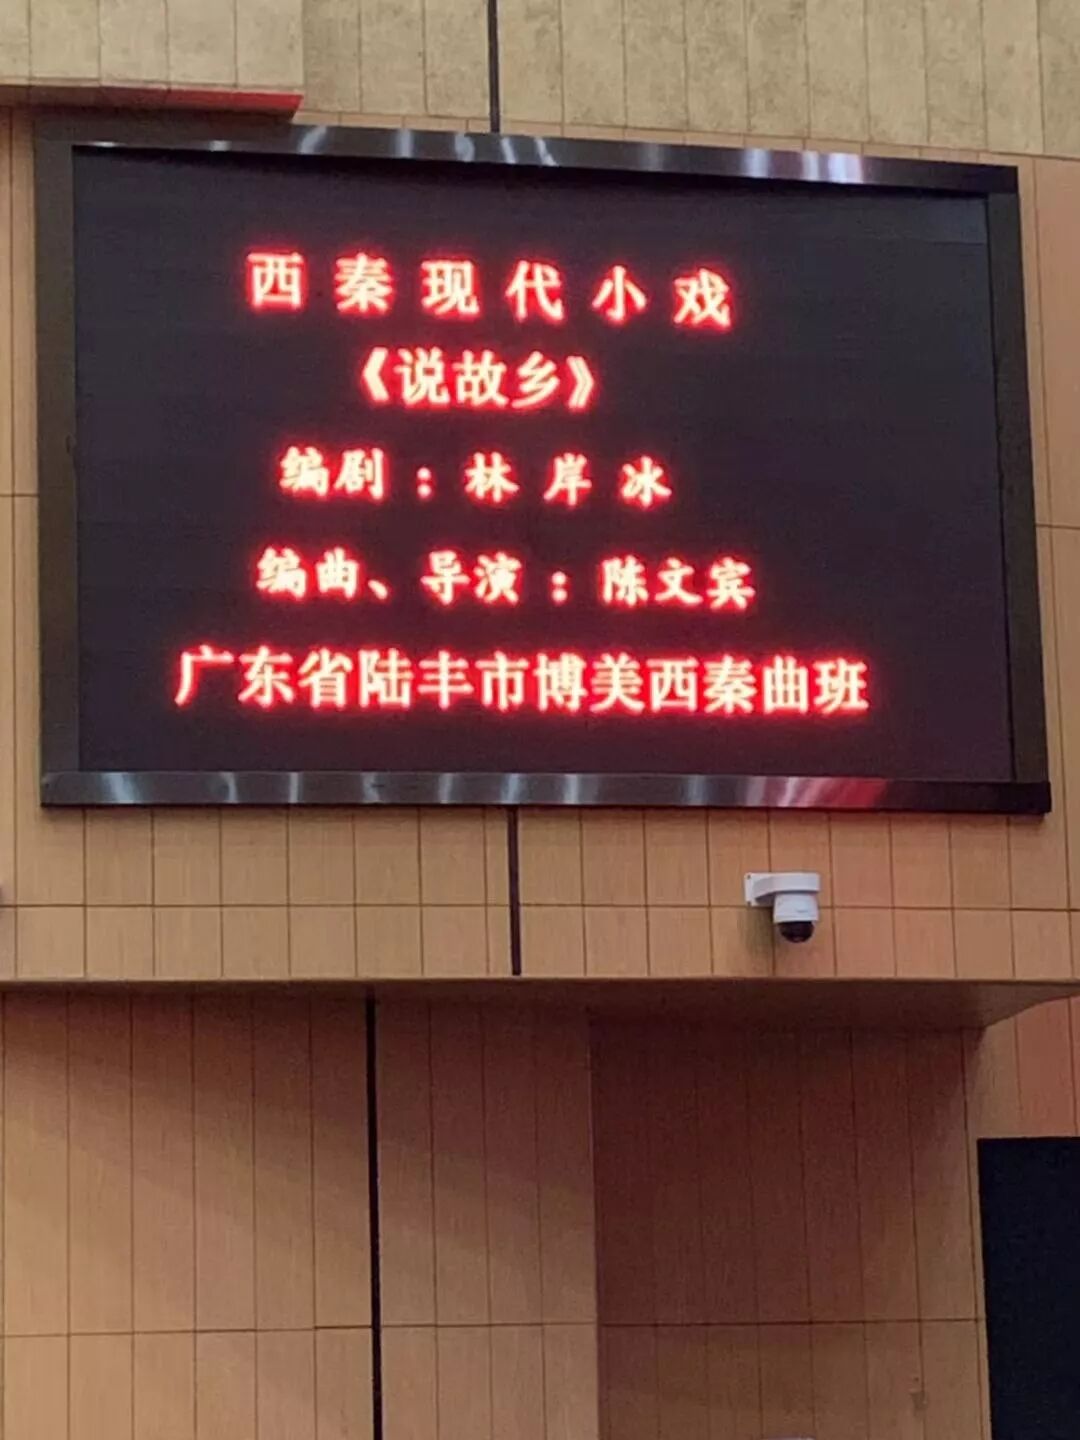 西秦现代小戏
《说故乡》
编剧：林岸冰
编曲、导演：陈文宾
广东省陆丰市博美西秦曲班